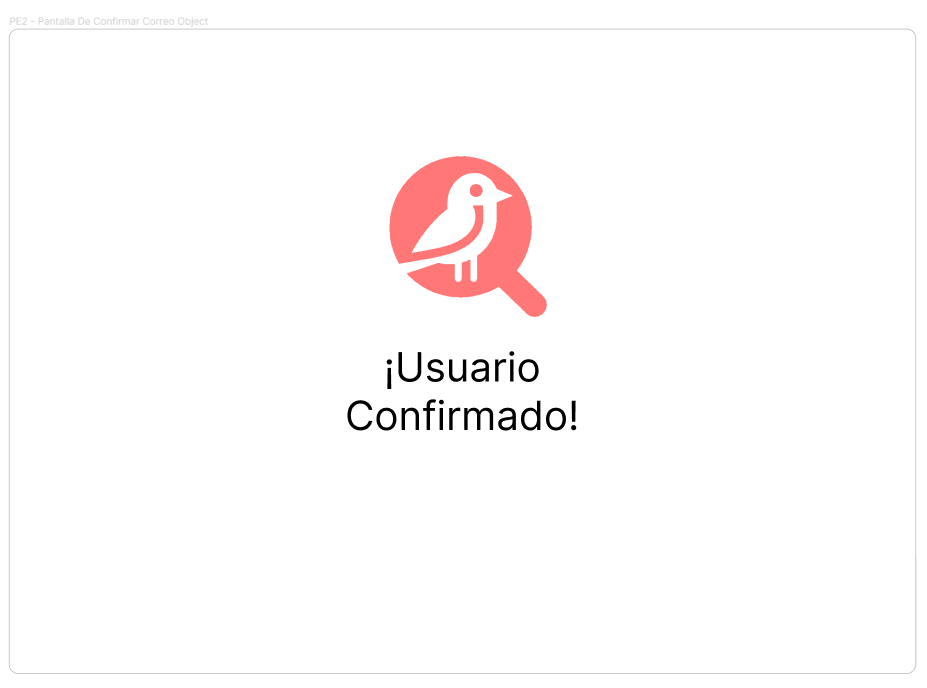 PE2 - Pantalla De Confirmar Correo Object
¡Usuario
Confirmado!